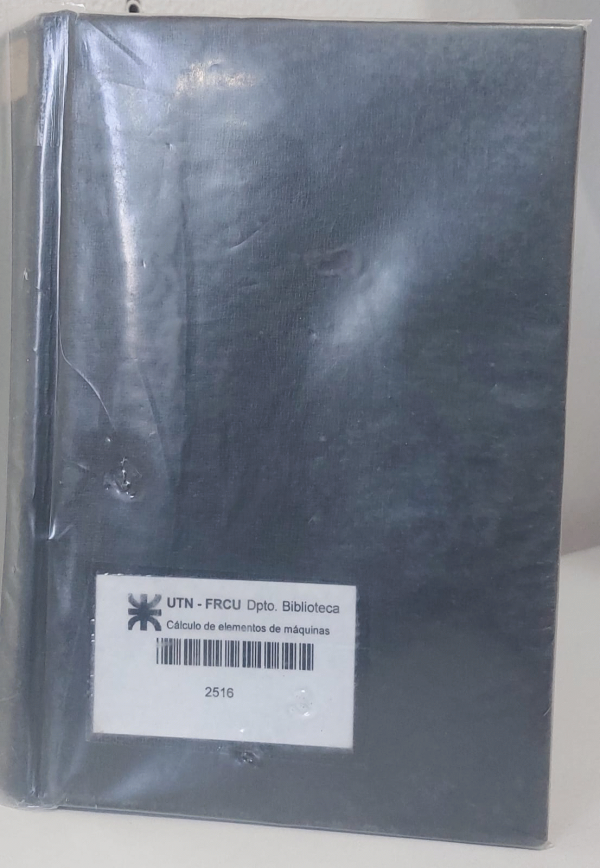 UTN - FRCU Dpto. Biblioteca
Cálculo de elementos de máquinas
2516